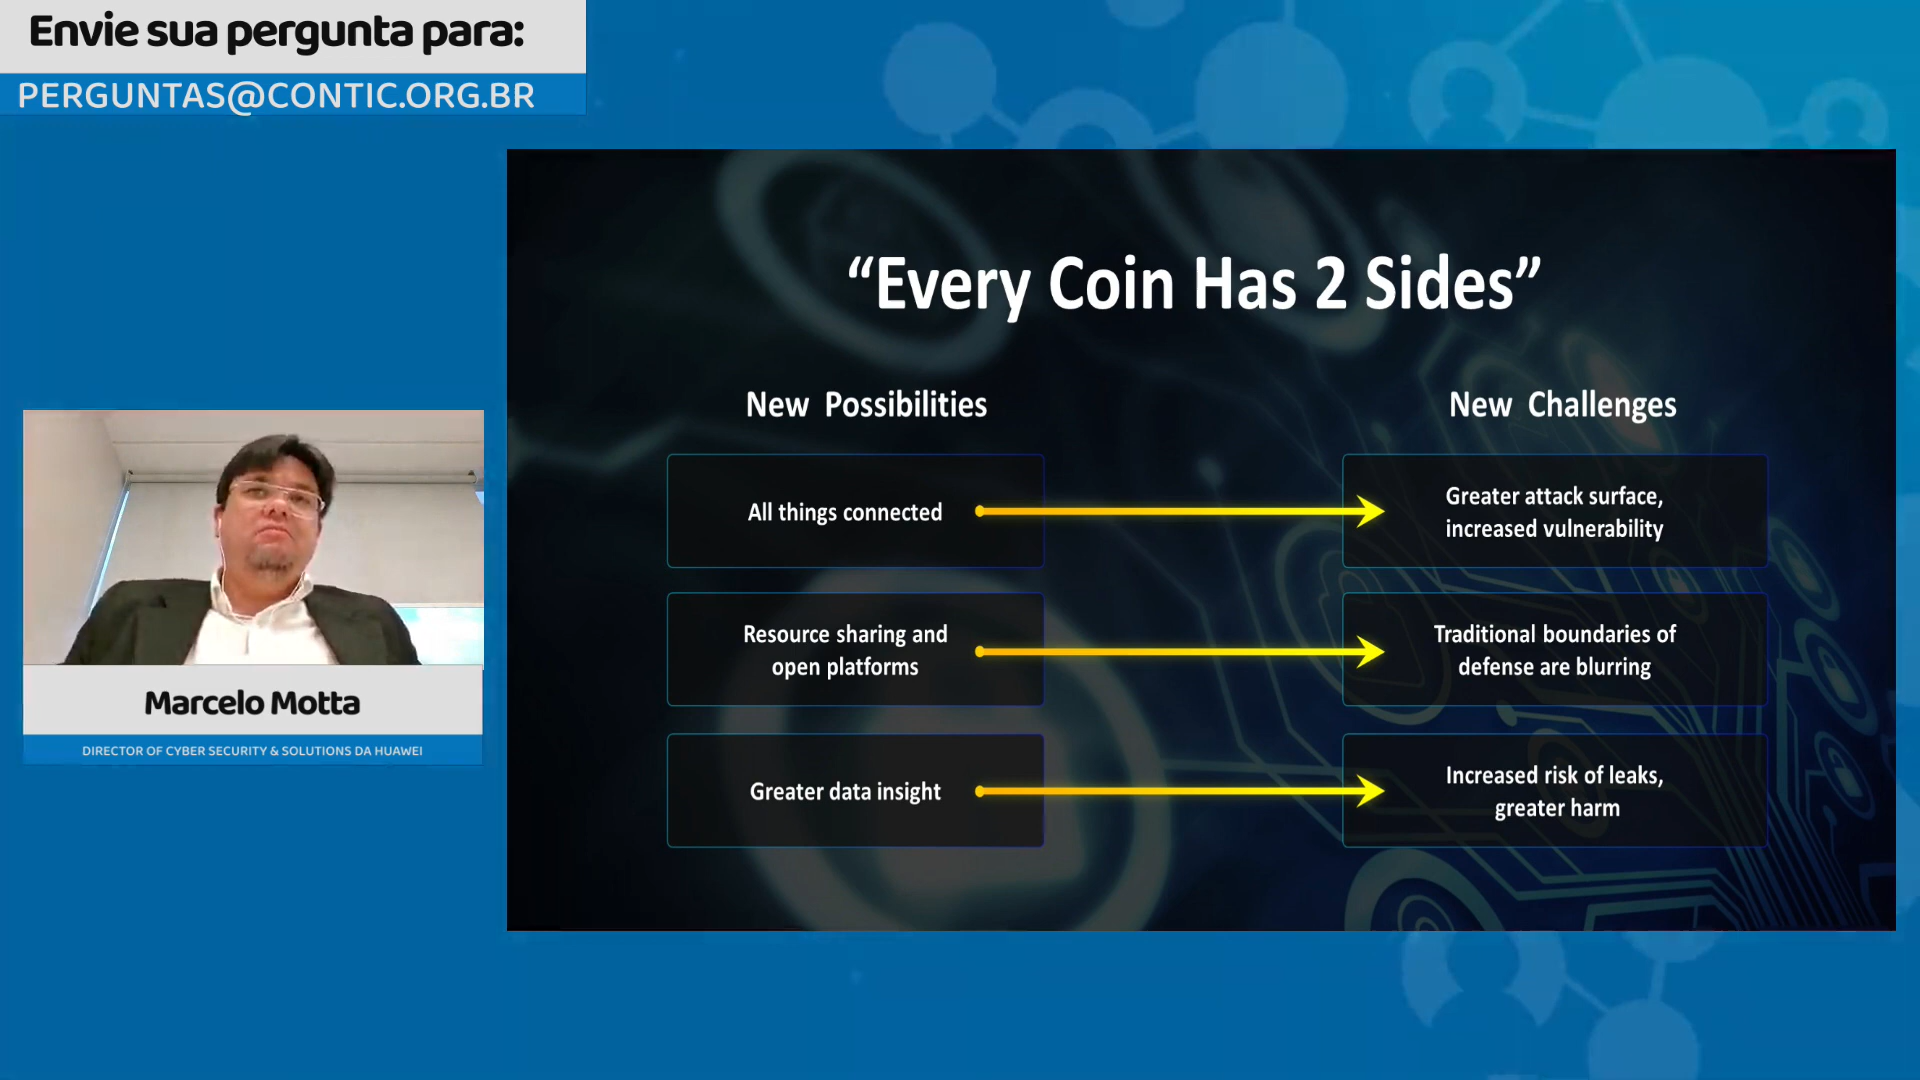 Envie sua pergunta para:
PERGUNTAS@CONTIC.ORG.BR
“Every Coin Has 2 Sides”
New Possibilities
New Challenges
All things connected
Greater attack surface,
increased vulnerability
Resource sharing and
open platforms
Traditional boundaries of
defense are blurring
Greater data insight
Increased risk of leaks,
greater harm
Marcelo Motta
DIRECTOR OF CYBER SECURITY & SOLUTIONS DA HUAWEI